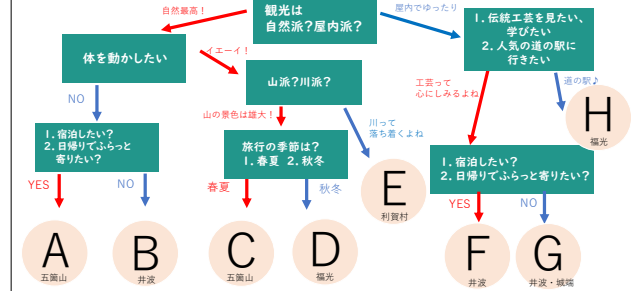 自然最高！
観光は
自然派？屋内派？
屋内でゆったり
1. 伝統工芸を見たい、
学びたい
2. 人気の道の駅に
行きたい
体を動かしたい
イエーイ！
山派？川派？
工芸って
心にしみるよね
道の駅♪
H
福光
NO
山の景色は雄大！
川って
落ち着くよね
1. 宿泊したい？
2. 日帰りでふらっと
寄りたい？
旅行の季節は？
1. 春夏 2. 秋冬
E
利賀村
1. 宿泊したい？
2. 日帰りでふらっと寄りたい？
YES
NO
春夏
秋冬
YES
NO
A
五箇山
B
井波
C
五箇山
D
福光
F
井波
G
井波・城端